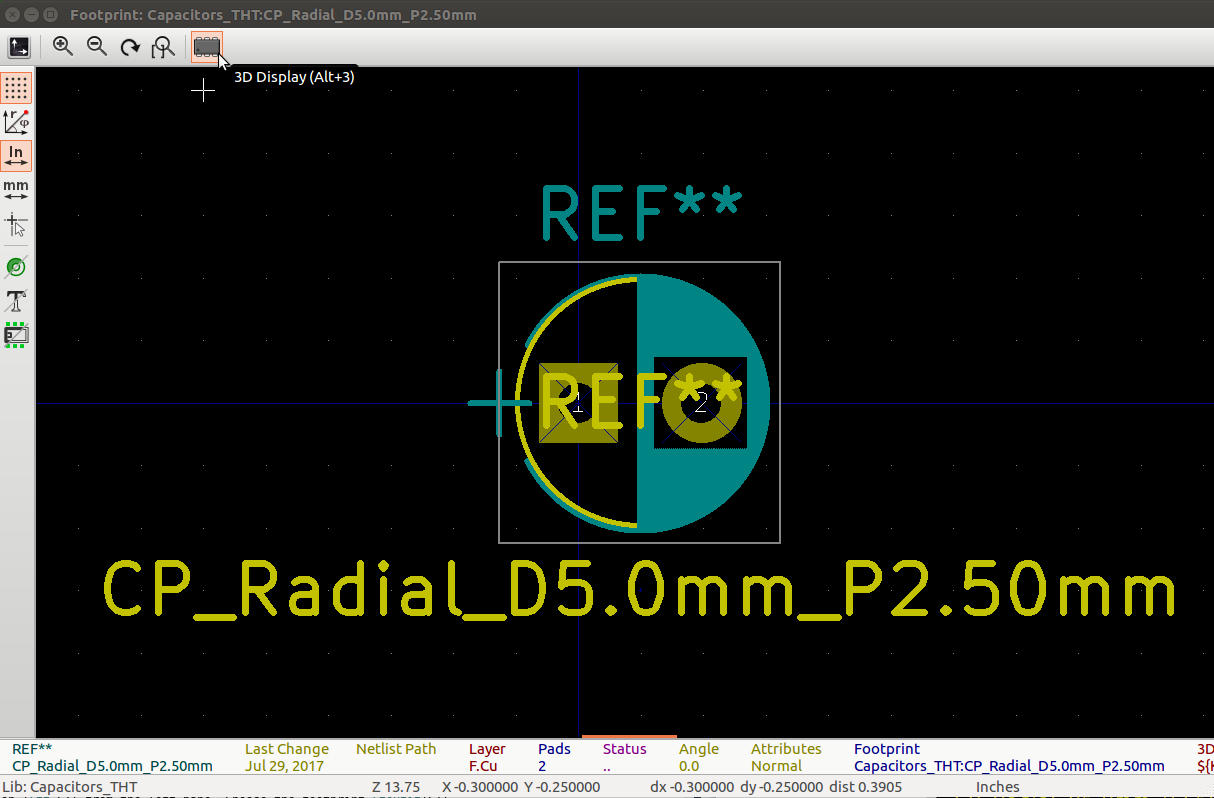 Footprint: Capacitors_THT:CP_Radial_D5.0mm_P2.50mm
3D Display (Alt+3)
In
mm
REF**
REF**
1
2
CP_Radial_D5.0mm_P2.50mm
REF** Last Change Netlist Path Layer Pads Status Angle Attributes Footprint 3D
CP_Radial_D5.0mm_P2.50mm Jul 29, 2017 F.Cu 2 .. 0.0 Normal Capacitors_THT:CP_Radial_D5.0mm_P2.50mm
Lib: Capacitors_THT Z 13.75 X -0.300000 Y -0.250000 dx -0.300000 dy -0.250000 dist 0.3905 Inches